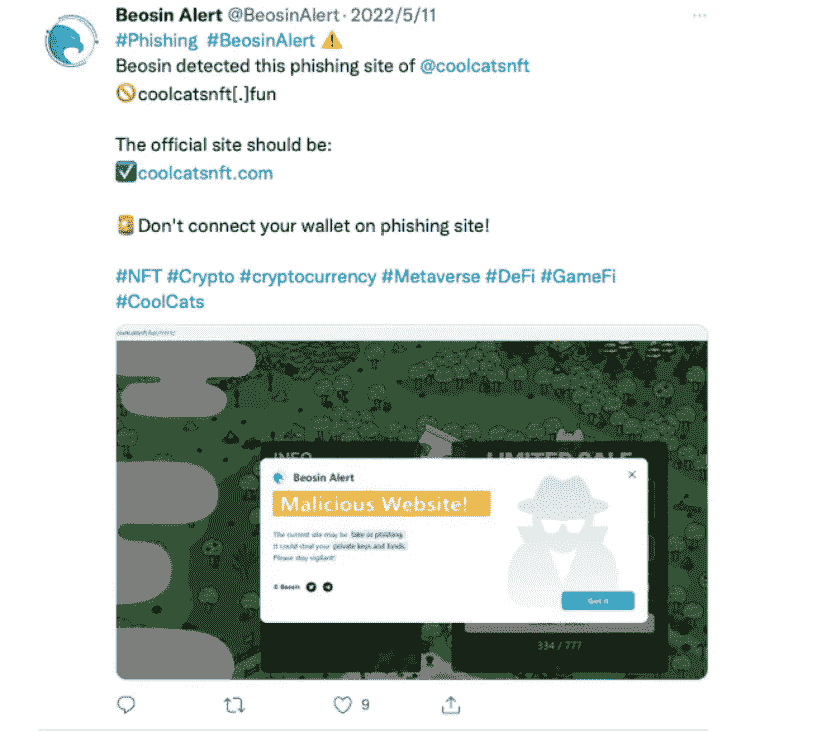 Beosin Alert @BeosinAlert · 2022/5/11
#Phishing #BeosinAlert ⚠️
Beosin detected this phishing site of @coolcatsnft
🚫coolcatsnft[.]fun
The official site should be:
☑️coolcatsnft.com
🚨Don't connect your wallet on phishing site!
#NFT #Crypto #cryptocurrency #Metaverse #DeFi #GameFi
#CoolCats
INFO
LIMITED SALE
Beosin Alert
Malicious Website!
The current site may be fake or phishing.
It could steal your private keys and funds.
Please stay vigilant!
© Beosin
Got it
334 / 777
9